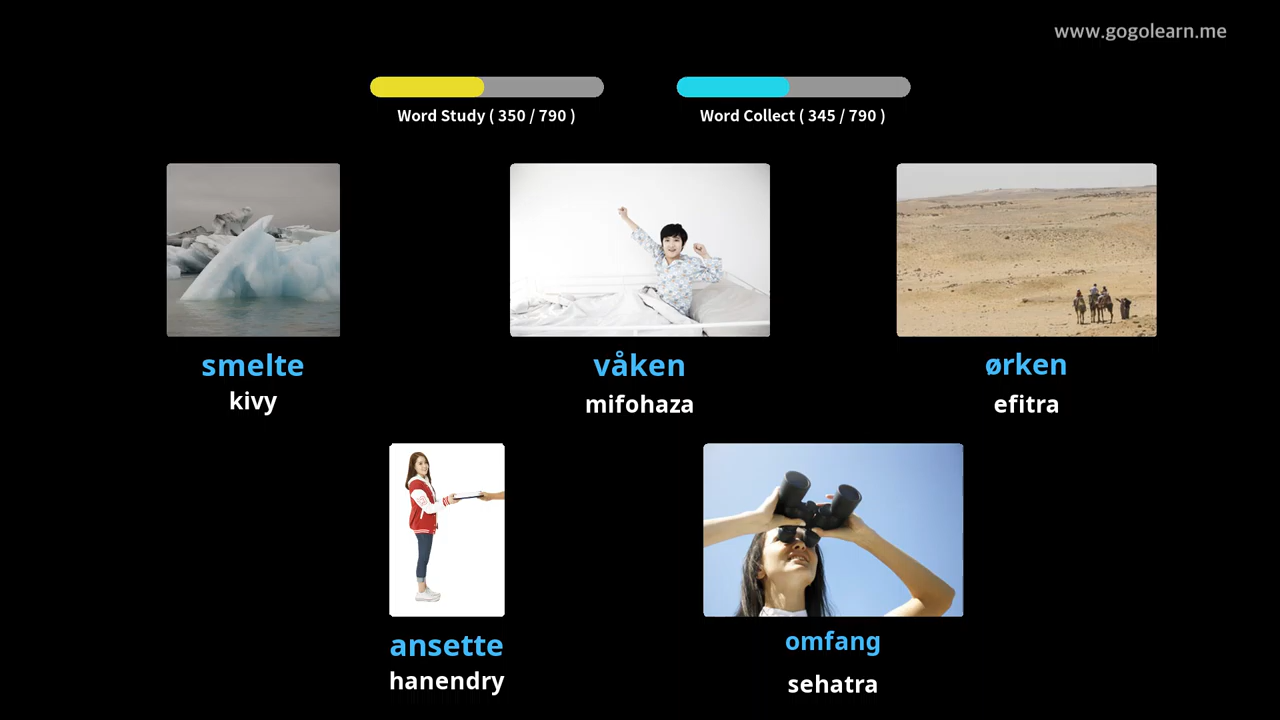 www.gogolearn.me
Word Study ( 350 / 790 )
Word Collect ( 345 / 790 )
smelte
kivy
våken
mifohaza
ørken
efitra
ansette
hanendry
omfang
sehatra